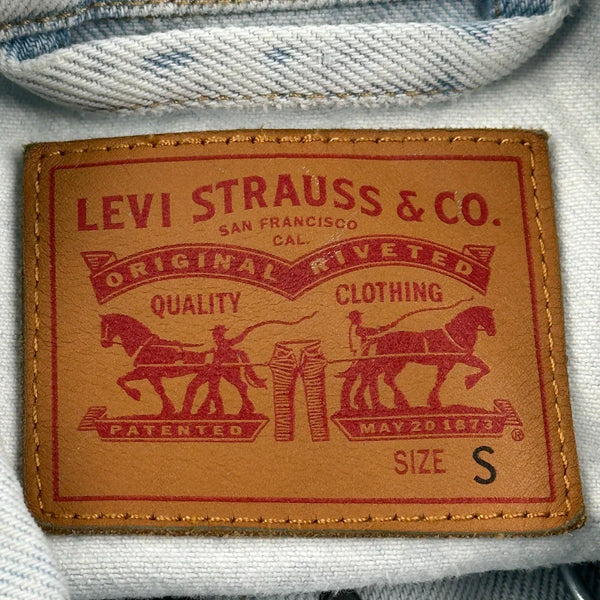 LEVI STRAUSS & CO.
SAN FRANCISCO
CAL.
ORIGINAL RIVETED
QUALITY CLOTHING
PATENTED MAY 20 1873 ®
SIZE S